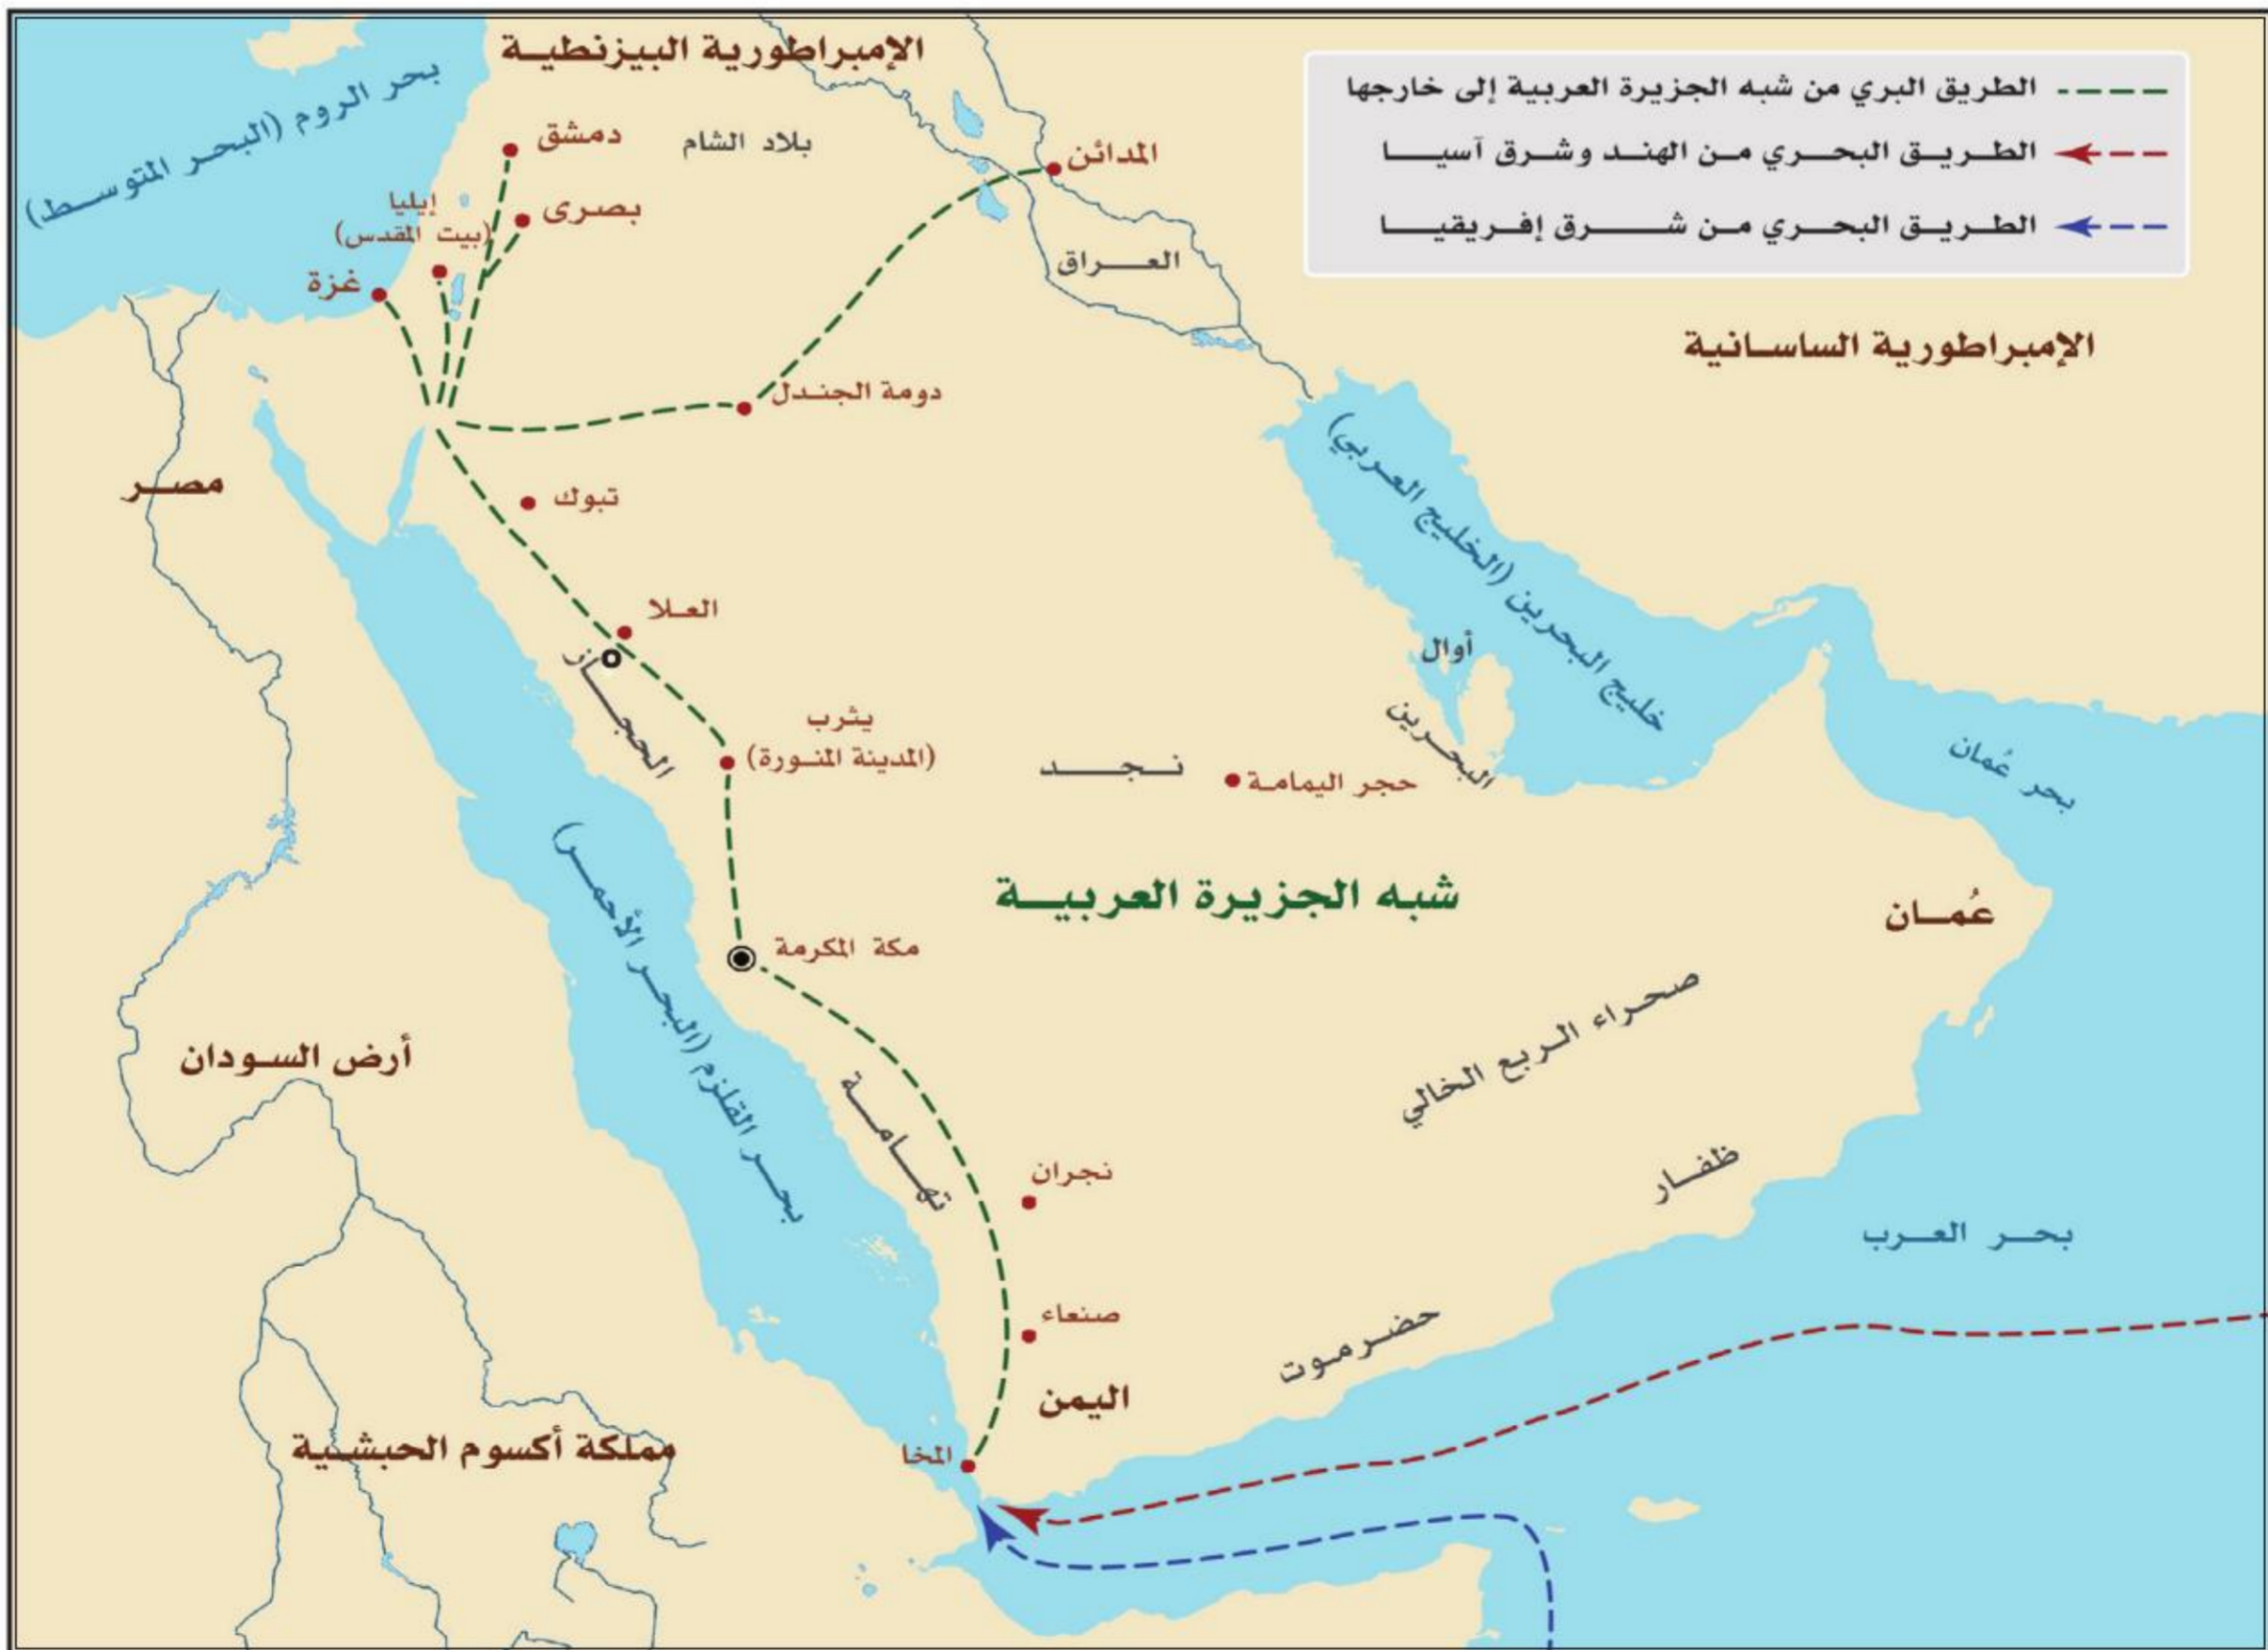 الإمبراطورية البيزنطية
الطريق البري من شبه الجزيرة العربية إلى خارجها
الطريق البحري من الهند وشرق آسيا
الطريق البحري من شرق إفريقيا
بحر الروم (البحر المتوسط)
دمشق
بلاد الشام
المدائن
إيليا
(بيت المقدس)
بصرى
العراق
غزة
الإمبراطورية الساسانية
دومة الجندل
مصر
تبوك
خليج البحرين (الخليج العربي)
العلا
الحجاز
أوال
يثرب
(المدينة المنورة)
نجد
حجر اليمامة
البحرين
بحر عُمان
شبه الجزيرة العربية
عُمان
مكة المكرمة
بحر القلزم (البحر الأحمر)
صحراء الربع الخالي
أرض السودان
تهامة
نجران
ظفار
بحر العرب
صنعاء
حضرموت
اليمن
مملكة أكسوم الحبشية
المخا